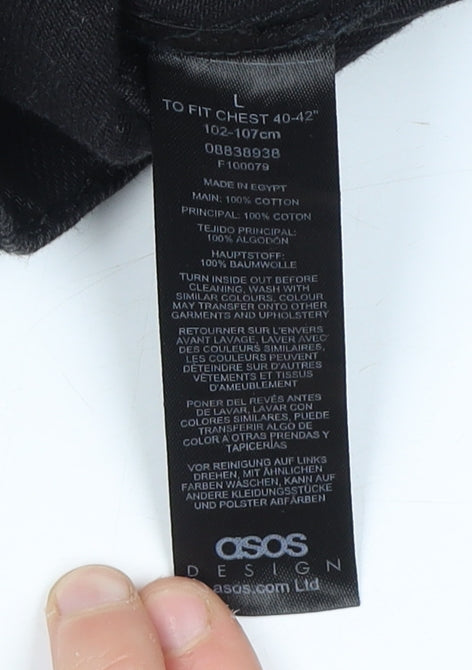 L
TO FIT CHEST 40-42"
102-107cm
08838938
F100079
MADE IN EGYPT
MAIN: 100% COTTON
PRINCIPAL: 100% COTON
TEJIDO PRINCIPAL:
100% ALGODÓN
HAUPTSTOFF:
100% BAUMWOLLE
TURN INSIDE OUT BEFORE
CLEANING, WASH WITH
SIMILAR COLOURS, COLOUR
MAY TRANSFER ONTO OTHER
GARMENTS AND UPHOLSTERY
RETOURNER SUR L'ENVERS
AVANT LAVAGE, LAVER AVEC
DES COULEURS SIMILAIRES,
LES COULEURS PEUVENT
DÉTEINDRE SUR D'AUTRES
VÊTEMENTS ET TISSUS
D'AMEUBLEMENT
PONER DEL REVÉS ANTES
DE LAVAR, LAVAR CON
COLORES SIMILARES, PUEDE
TRANSFERIR ALGO DE
COLOR A OTRAS PRENDAS Y
TAPICERÍAS
VOR REINIGUNG AUF LINKS
DREHEN, MIT ÄHNLICHEN
FARBEN WASCHEN, KANN AUF
ANDERE KLEIDUNGSSTÜCKE
UND POLSTER ABFÄRBEN
asos
DESIGN
asos.com Ltd